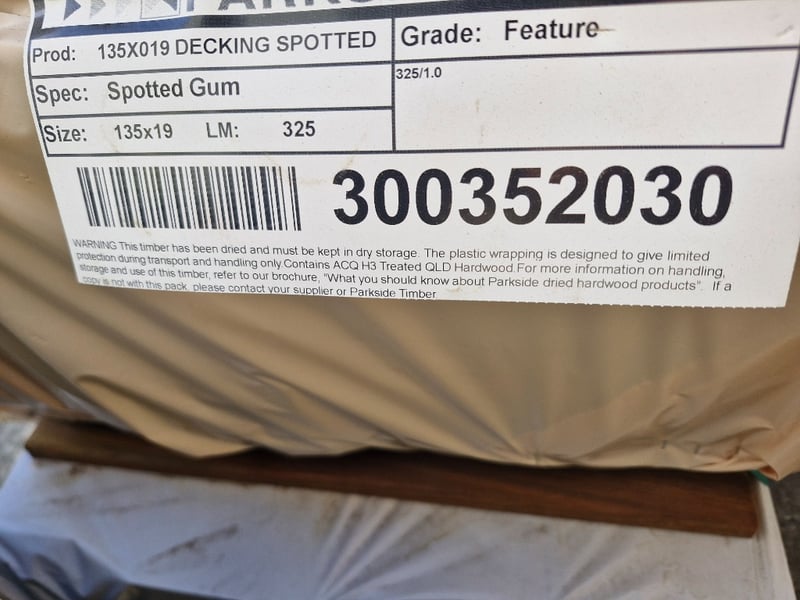 Prod: 135X019 DECKING SPOTTED
Grade: Feature
Spec: Spotted Gum
325/1.0
Size: 135x19 LM: 325
300352030
WARNING This timber has been dried and must be kept in dry storage. The plastic wrapping is designed to give limited
protection during transport and handling only.Contains ACQ H3 Treated QLD Hardwood.For more information on handling,
storage and use of this timber, refer to our brochure, "What you should know about Parkside dried hardwood products". If a
copy is not with this pack, please contact your supplier or Parkside Timber